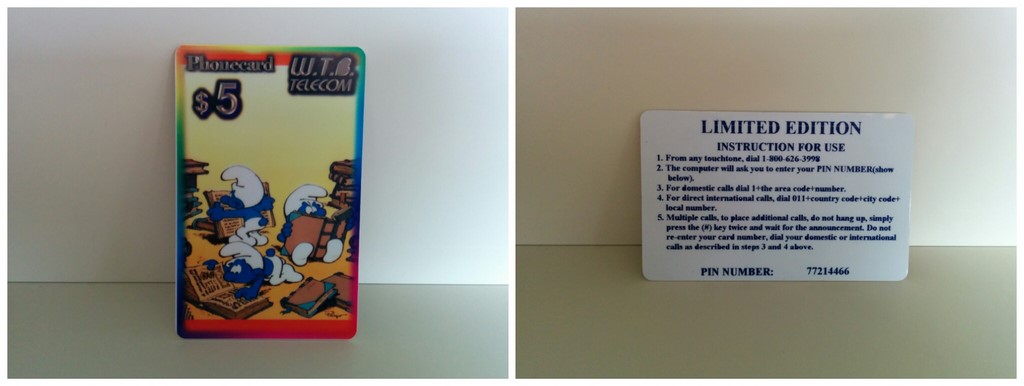 Phonecard
W.T.B.
TELECOM
$5
Peyo
LIMITED EDITION
INSTRUCTION FOR USE
1. From any touchtone, dial 1-800-626-3998
2. The computer will ask you to enter your PIN NUMBER(show
below).
3. For domestic calls dial 1+the area code+number.
4. For direct international calls, dial 011+country code+city code+
local number.
5. Multiple calls, to place additional calls, do not hang up, simply
press the (#) key twice and wait for the announcement. Do not
re-enter your card number, dial your domestic or international
calls as described in steps 3 and 4 above.
PIN NUMBER: 77214466